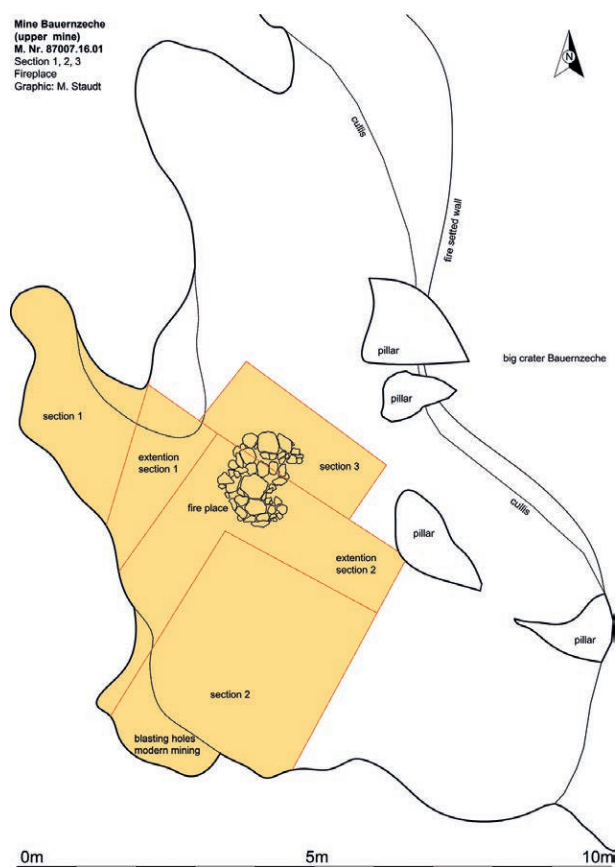 Mine Bauernzeche
(upper mine)
M. Nr. 87007.16.01
Section 1, 2, 3
Fireplace
Graphic: M. Staudt
N
cullis
fire setted wall
pillar
big crater Bauernzeche
pillar
section 1
extention
section 1
section 3
fire place
cullis
pillar
extention
section 2
pillar
section 2
blasting holes
modern mining
0m
5m
10m